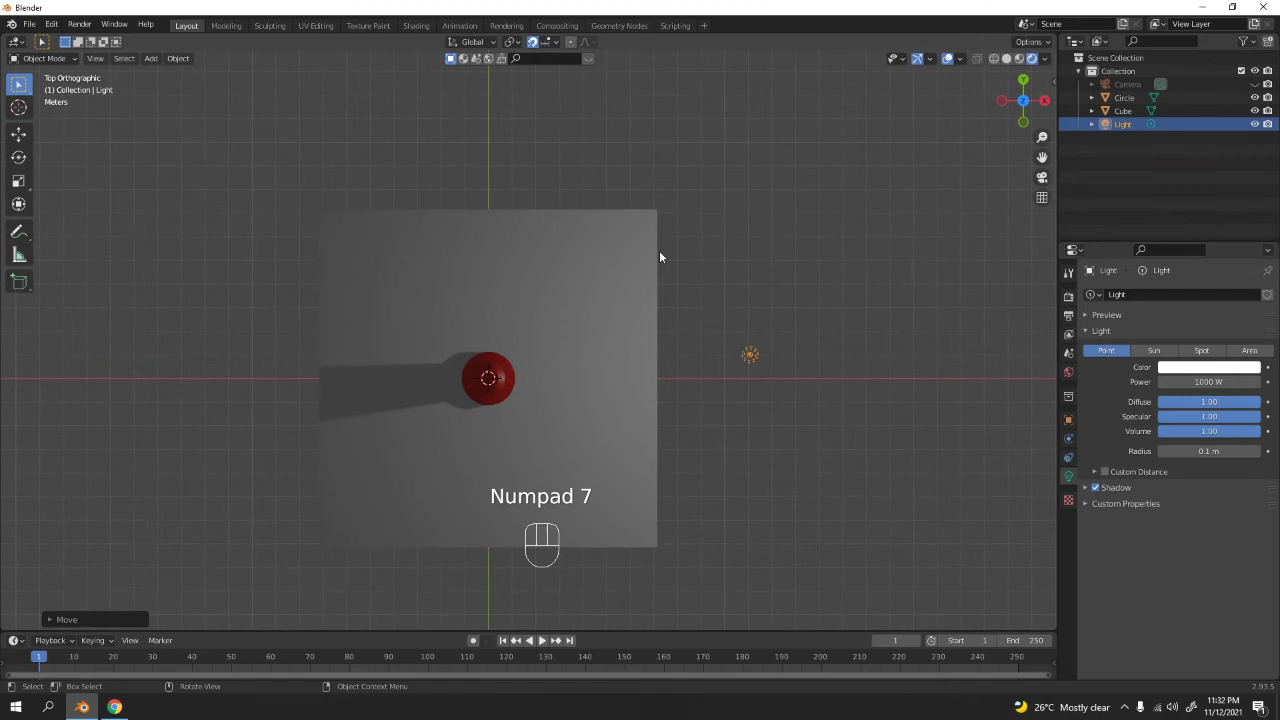 Blender
File Edit Render Window Help Layout Modeling Sculpting UV Editing Texture Paint Shading Animation Rendering Compositing Geometry Nodes Scripting + Scene View Layer
Global Options
Object Mode View Select Add Object
Top Orthographic
(1) Collection | Light
Meters
Y
Z X
Scene Collection
Collection
Camera
Circle
Cube
Light
Light Light
Light
Preview
Light
Point Sun Spot Area
Color
Power 1000 W
Diffuse 1.00
Specular 1.00
Volume 1.00
Radius 0.1 m
Custom Distance
Shadow
Custom Properties
Numpad 7
Move
Playback Keying View Marker 1 Start 1 End 250
1 10 20 30 40 50 60 70 80 90 100 110 120 130 140 150 160 170 180 190 200 210 220 230 240 250
Select Box Select Rotate View Object Context Menu 2.93.5
26°C Mostly clear 11:32 PM
11/12/2021
1